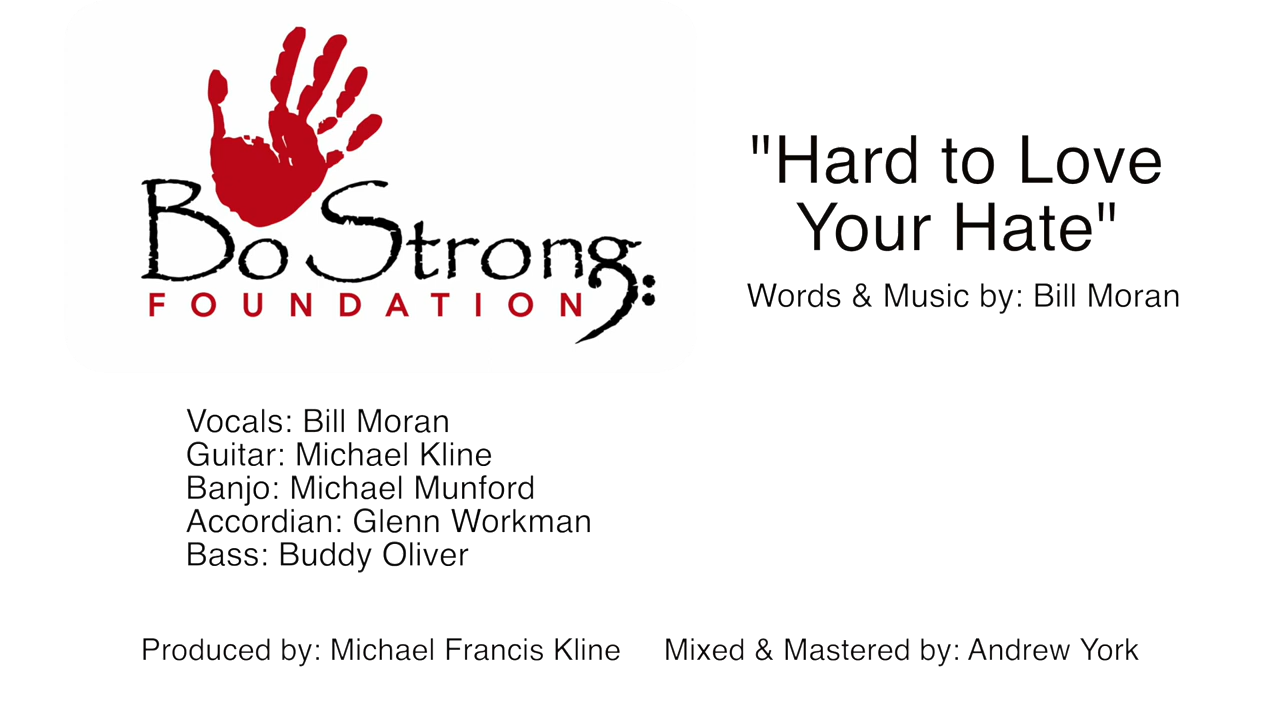 Bo Strong
FOUNDATION
"Hard to Love
Your Hate"
Words & Music by: Bill Moran
Vocals: Bill Moran
Guitar: Michael Kline
Banjo: Michael Munford
Accordian: Glenn Workman
Bass: Buddy Oliver
Produced by: Michael Francis Kline Mixed & Mastered by: Andrew York